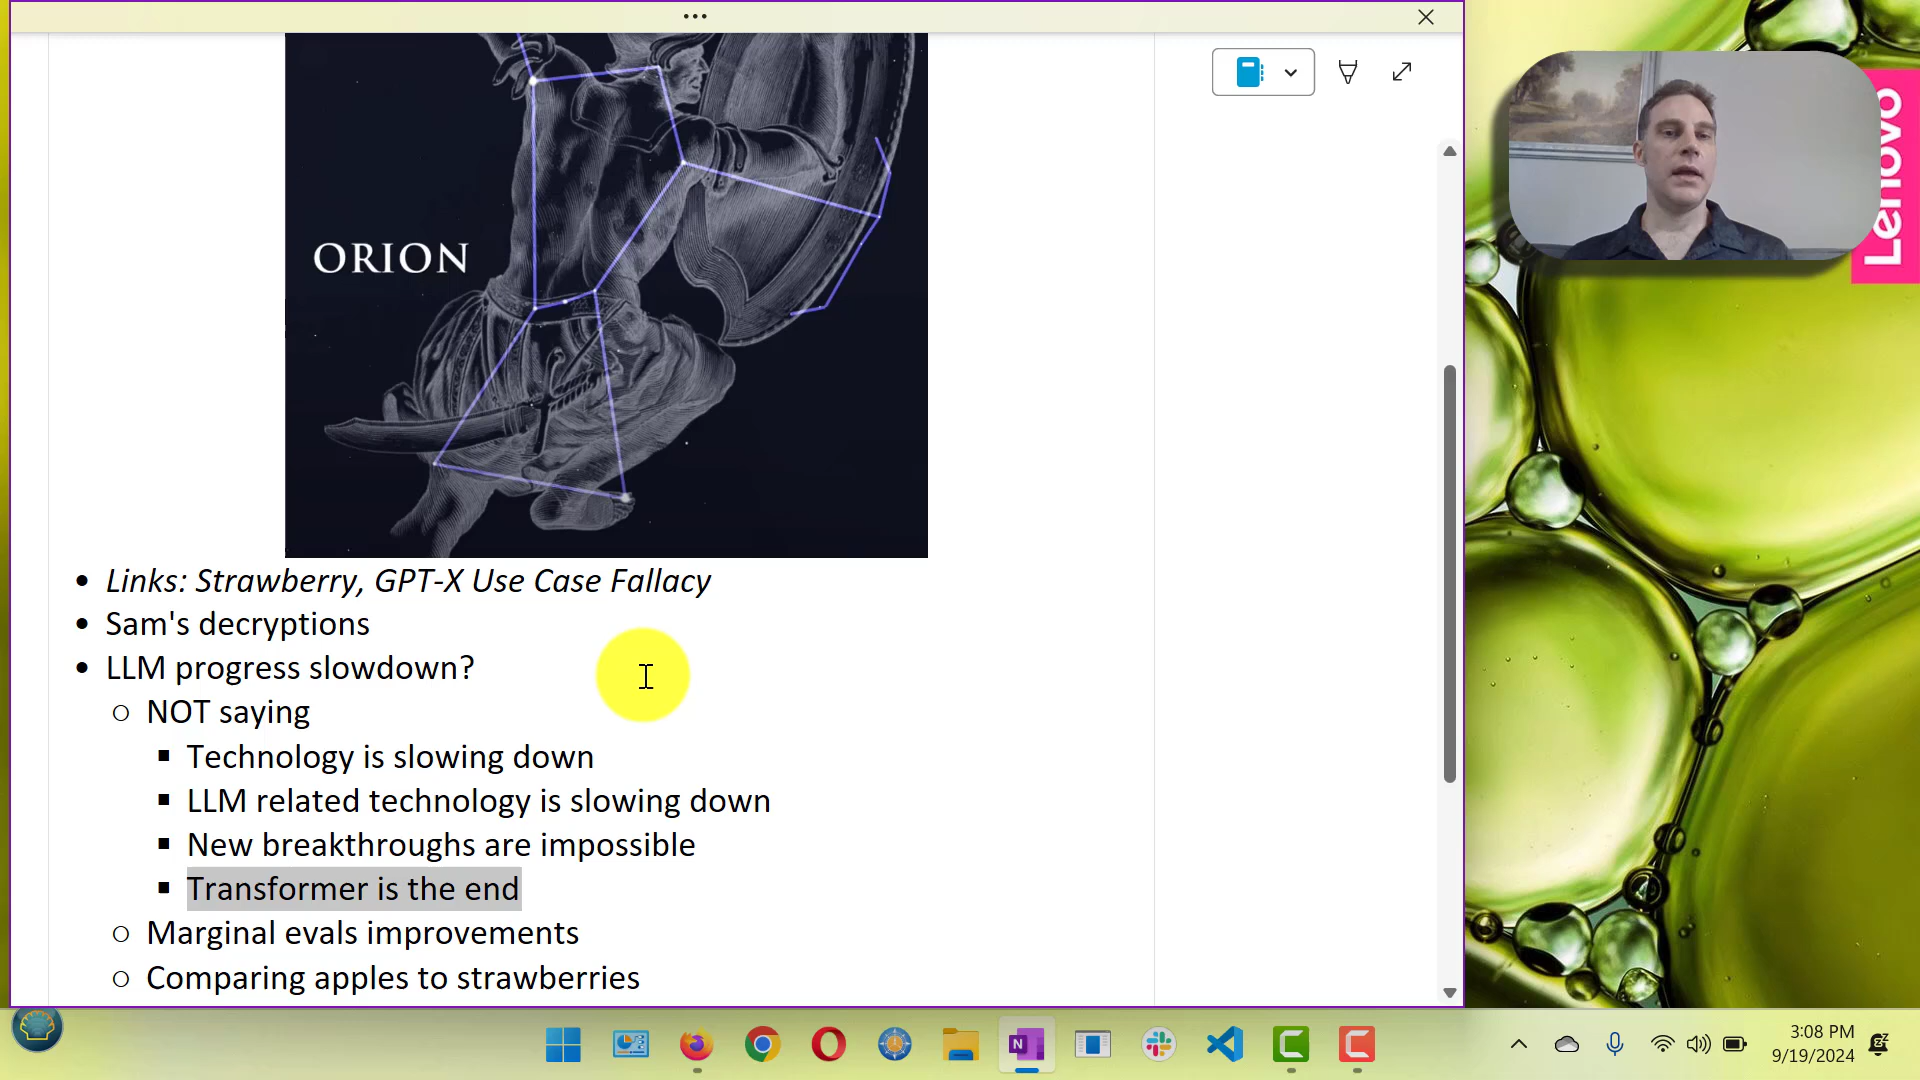 Lenovo
ORION
• Links: Strawberry, GPT-X Use Case Fallacy
• Sam's decryptions
• LLM progress slowdown?
○ NOT saying
▪ Technology is slowing down
▪ LLM related technology is slowing down
▪ New breakthroughs are impossible
▪ Transformer is the end
○ Marginal evals improvements
○ Comparing apples to strawberries
N
3:08 PM
9/19/2024